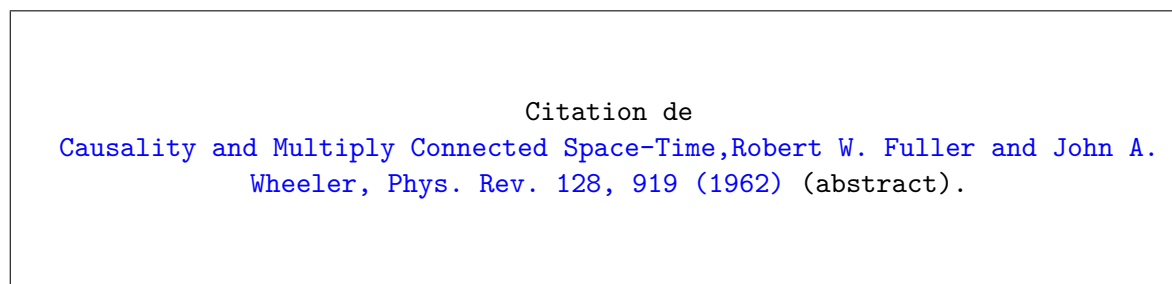 Citation de
Causality and Multiply Connected Space-Time,Robert W. Fuller and John A.
Wheeler, Phys. Rev. 128, 919 (1962) (abstract).